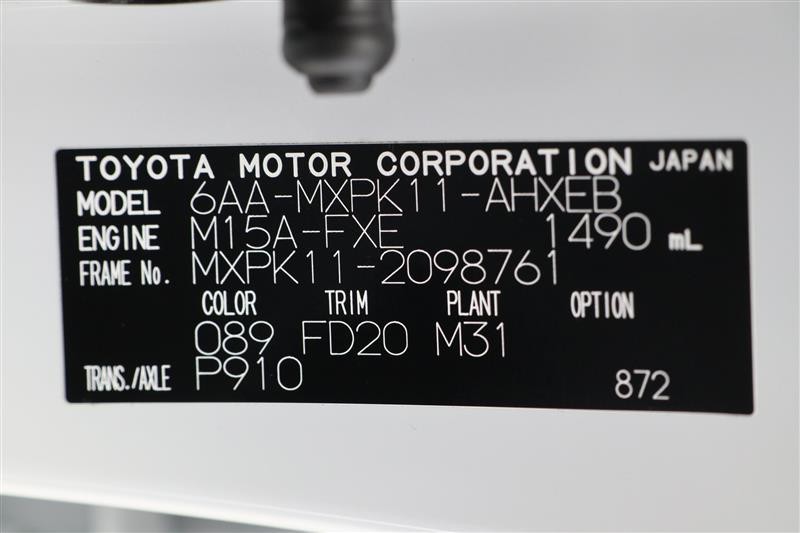 TOYOTA MOTOR CORPORATION JAPAN
MODEL 6AA-MXPK11-AHXEB
ENGINE M15A-FXE 1490 mL
FRAME No. MXPK11-2098761
COLOR TRIM PLANT OPTION
089 FD20 M31
TRANS./AXLE P910 872